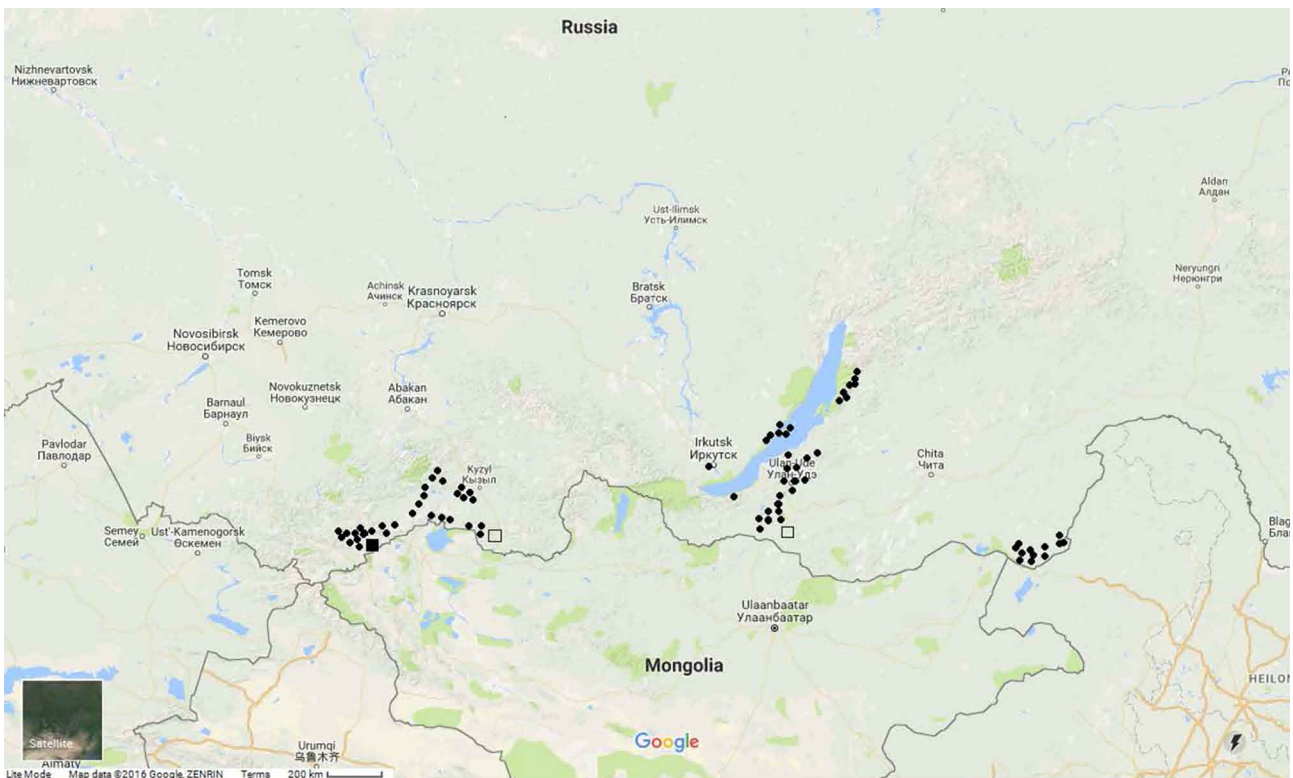 Russia
Nizhnevartovsk
Нижневартовск
Aldan
Алдан
Ust-Ilimsk
Усть-Илимск
Neryungri
Нерюнгри
Tomsk
Томск
Achinsk
Ачинск
Krasnoyarsk
Красноярск
Bratsk
Братск
Kemerovo
Кемерово
Novosibirsk
Новосибирск
Novokuznetsk
Новокузнецк
Abakan
Абакан
Barnaul
Барнаул
Biysk
Бийск
Pavlodar
Павлодар
Irkutsk
Иркутск
Chita
Чита
Kyzyl
Кызыл
Ulan-Ude
Улан-Удэ
Semey
Семей
Ust'-Kamenogorsk
Өскемен
Ulaanbaatar
Улаанбаатар
Mongolia
Google
Satellite
Almaty
Urumqi
乌鲁木齐
Lite Mode Map data ©2016 Google, ZENRIN Terms 200 km